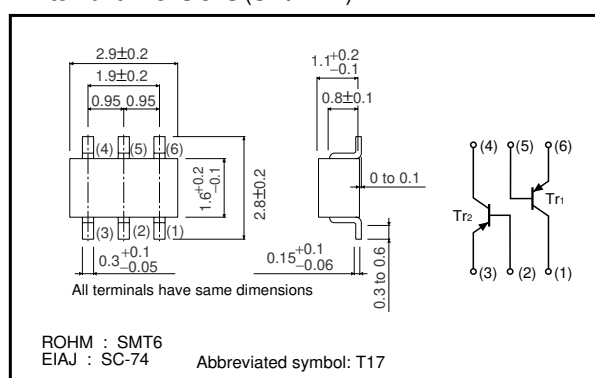 2.9±0.2
1.9±0.2
0.95 0.95
(4) (5) (6)
(3) (2) (1)
1.6+0.2−0.1
2.8±0.2
0.3+0.1−0.05
All terminals have same dimensions
1.1+0.2−0.1
0.8±0.1
0 to 0.1
0.15+0.1−0.06
0.3 to 0.6
(4) (5) (6)
Tr1
Tr2
(3) (2) (1)
ROHM : SMT6
EIAJ : SC-74
Abbreviated symbol: T17